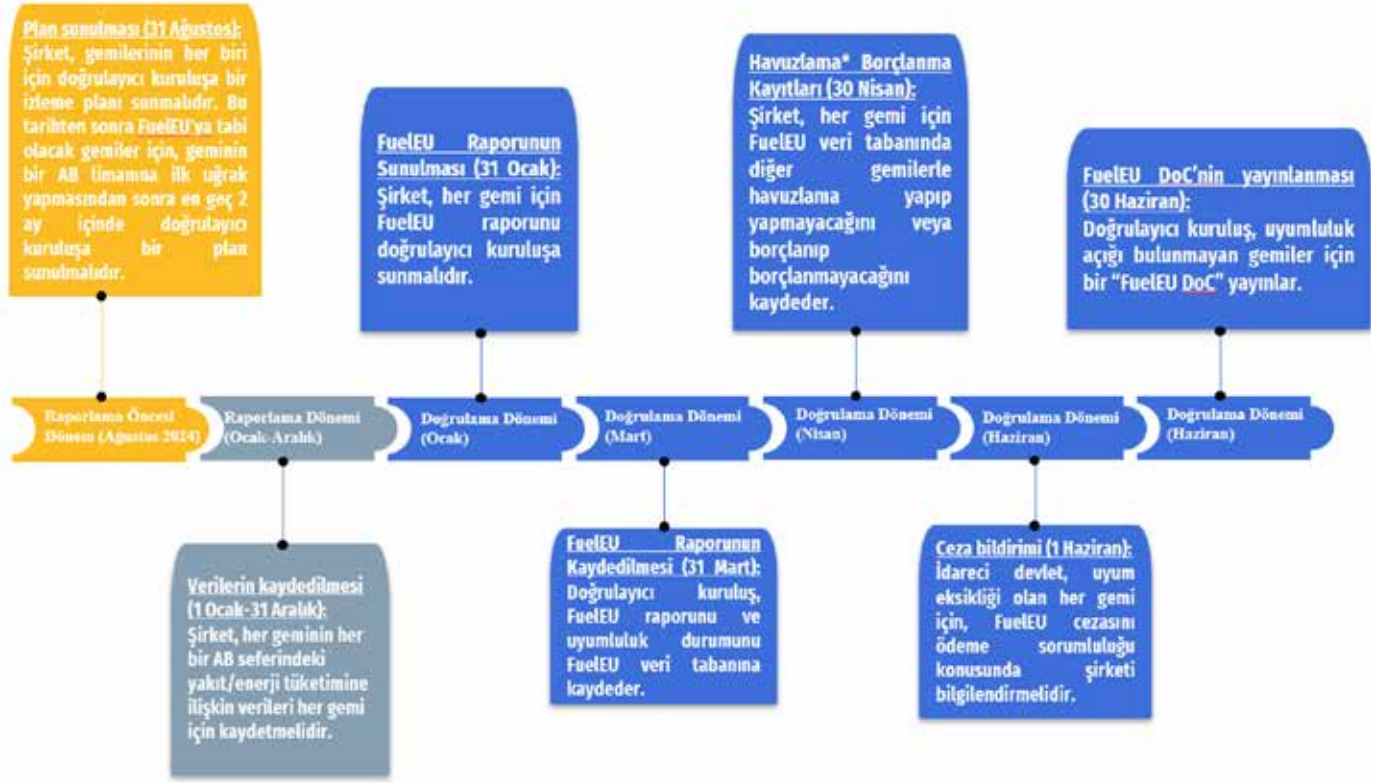 Plan sunulması (31 Ağustos):
Şirket, gemilerinin her biri
için doğrulayıcı kuruluşa bir
izleme planı sunmalıdır. Bu
tarihten sonra FuelEU'ya tabi
olacak gemiler için, geminin
bir AB limanına ilk uğrak
yapmasından sonra en geç 2
ay içinde doğrulayıcı
kuruluşa bir plan
sunulmalıdır.
FuelEU Raporunun
Sunulması (31 Ocak):
Şirket, her gemi için
FuelEU raporunu
doğrulayıcı kuruluşa
sunmalıdır.
Havuzlama* Borçlanma
Kayıtları (30 Nisan):
Şirket, her gemi için
FuelEU veri tabanında
diğer gemilerle
havuzlama yapıp
yapmayacağını veya
borçlanıp
borçlanmayacağını
kaydeder.
FuelEU DoC'nin yayınlanması
(30 Haziran):
Doğrulayıcı kuruluş, uyumluluk
açığı bulunmayan gemiler için
bir “FuelEU DoC” yayınlar.
Raporlama Öncesi
Dönem (Ağustos 2024)
Raporlama Dönemi
(Ocak-Aralık)
Doğrulama Dönemi
(Ocak)
Doğrulama Dönemi
(Mart)
Doğrulama Dönemi
(Nisan)
Doğrulama Dönemi
(Haziran)
Doğrulama Dönemi
(Haziran)
Verilerin kaydedilmesi
(1 Ocak-31 Aralık):
Şirket, her geminin her
bir AB seferindeki
yakıt/enerji tüketimine
ilişkin verileri her gemi
için kaydetmelidir.
FuelEU Raporunun
Kaydedilmesi (31 Mart):
Doğrulayıcı kuruluş,
FuelEU raporunu ve
uyumluluk durumunu
FuelEU veri tabanına
kaydeder.
Ceza bildirimi (1 Haziran):
İdareci devlet, uyum
eksikliği olan her gemi
için, FuelEU cezasını
ödeme sorumluluğu
konusunda şirketi
bilgilendirmelidir.